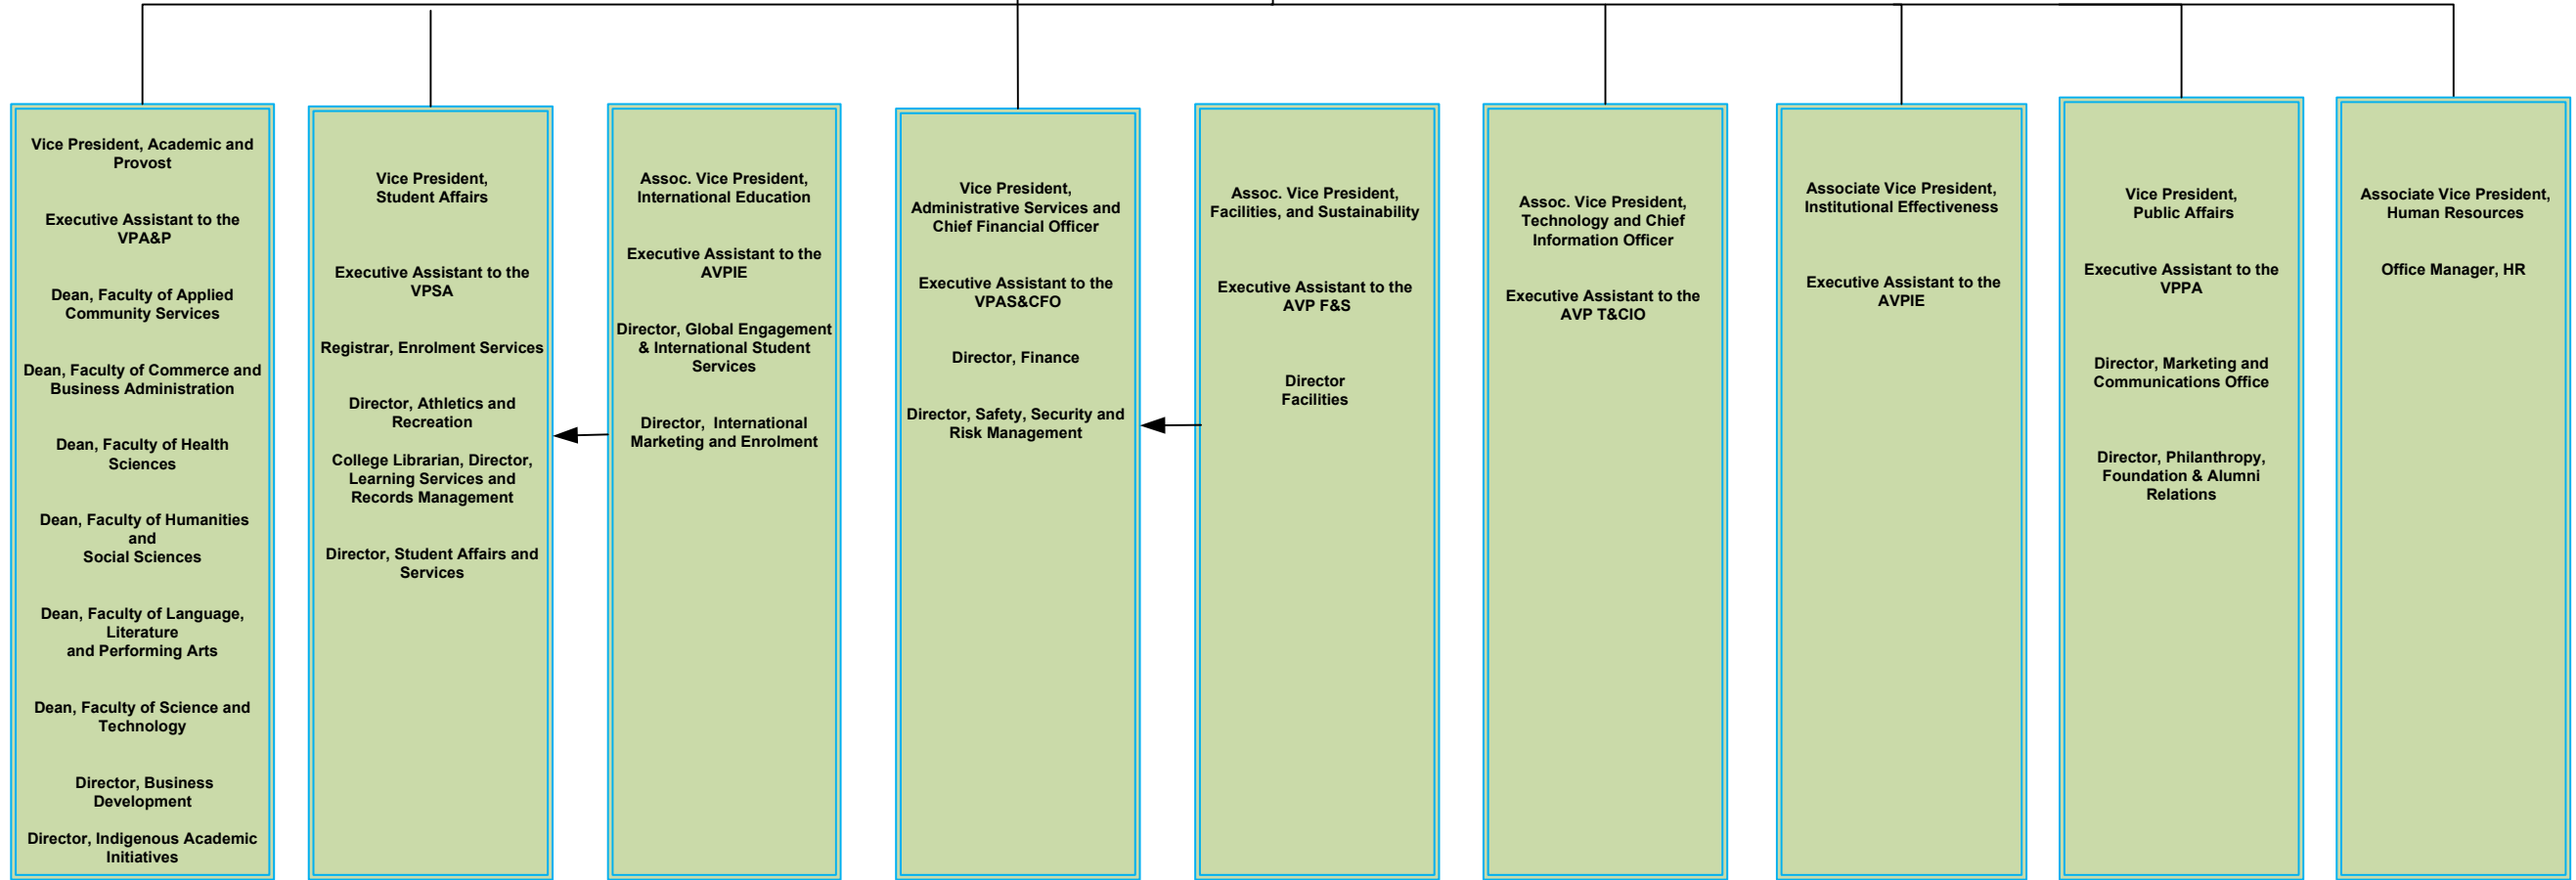 Vice President, Academic and
Provost
Executive Assistant to the
VPA&P
Dean, Faculty of Applied
Community Services
Dean, Faculty of Commerce and
Business Administration
Dean, Faculty of Health
Sciences
Dean, Faculty of Humanities
and
Social Sciences
Dean, Faculty of Language,
Literature
and Performing Arts
Dean, Faculty of Science and
Technology
Director, Business
Development
Director, Indigenous Academic
Initiatives
Vice President,
Student Affairs
Executive Assistant to the
VPSA
Registrar, Enrolment Services
Director, Athletics and
Recreation
College Librarian, Director,
Learning Services and
Records Management
Director, Student Affairs and
Services
Assoc. Vice President,
International Education
Executive Assistant to the
AVPIE
Director, Global Engagement
& International Student
Services
Director, International
Marketing and Enrolment
Vice President,
Administrative Services and
Chief Financial Officer
Executive Assistant to the
VPAS&CFO
Director, Finance
Director, Safety, Security and
Risk Management
Assoc. Vice President,
Facilities, and Sustainability
Executive Assistant to the
AVP F&S
Director
Facilities
Assoc. Vice President,
Technology and Chief
Information Officer
Executive Assistant to the
AVP T&CIO
Associate Vice President,
Institutional Effectiveness
Executive Assistant to the
AVPIE
Vice President,
Public Affairs
Executive Assistant to the
VPPA
Director, Marketing and
Communications Office
Director, Philanthropy,
Foundation & Alumni
Relations
Associate Vice President,
Human Resources
Office Manager, HR